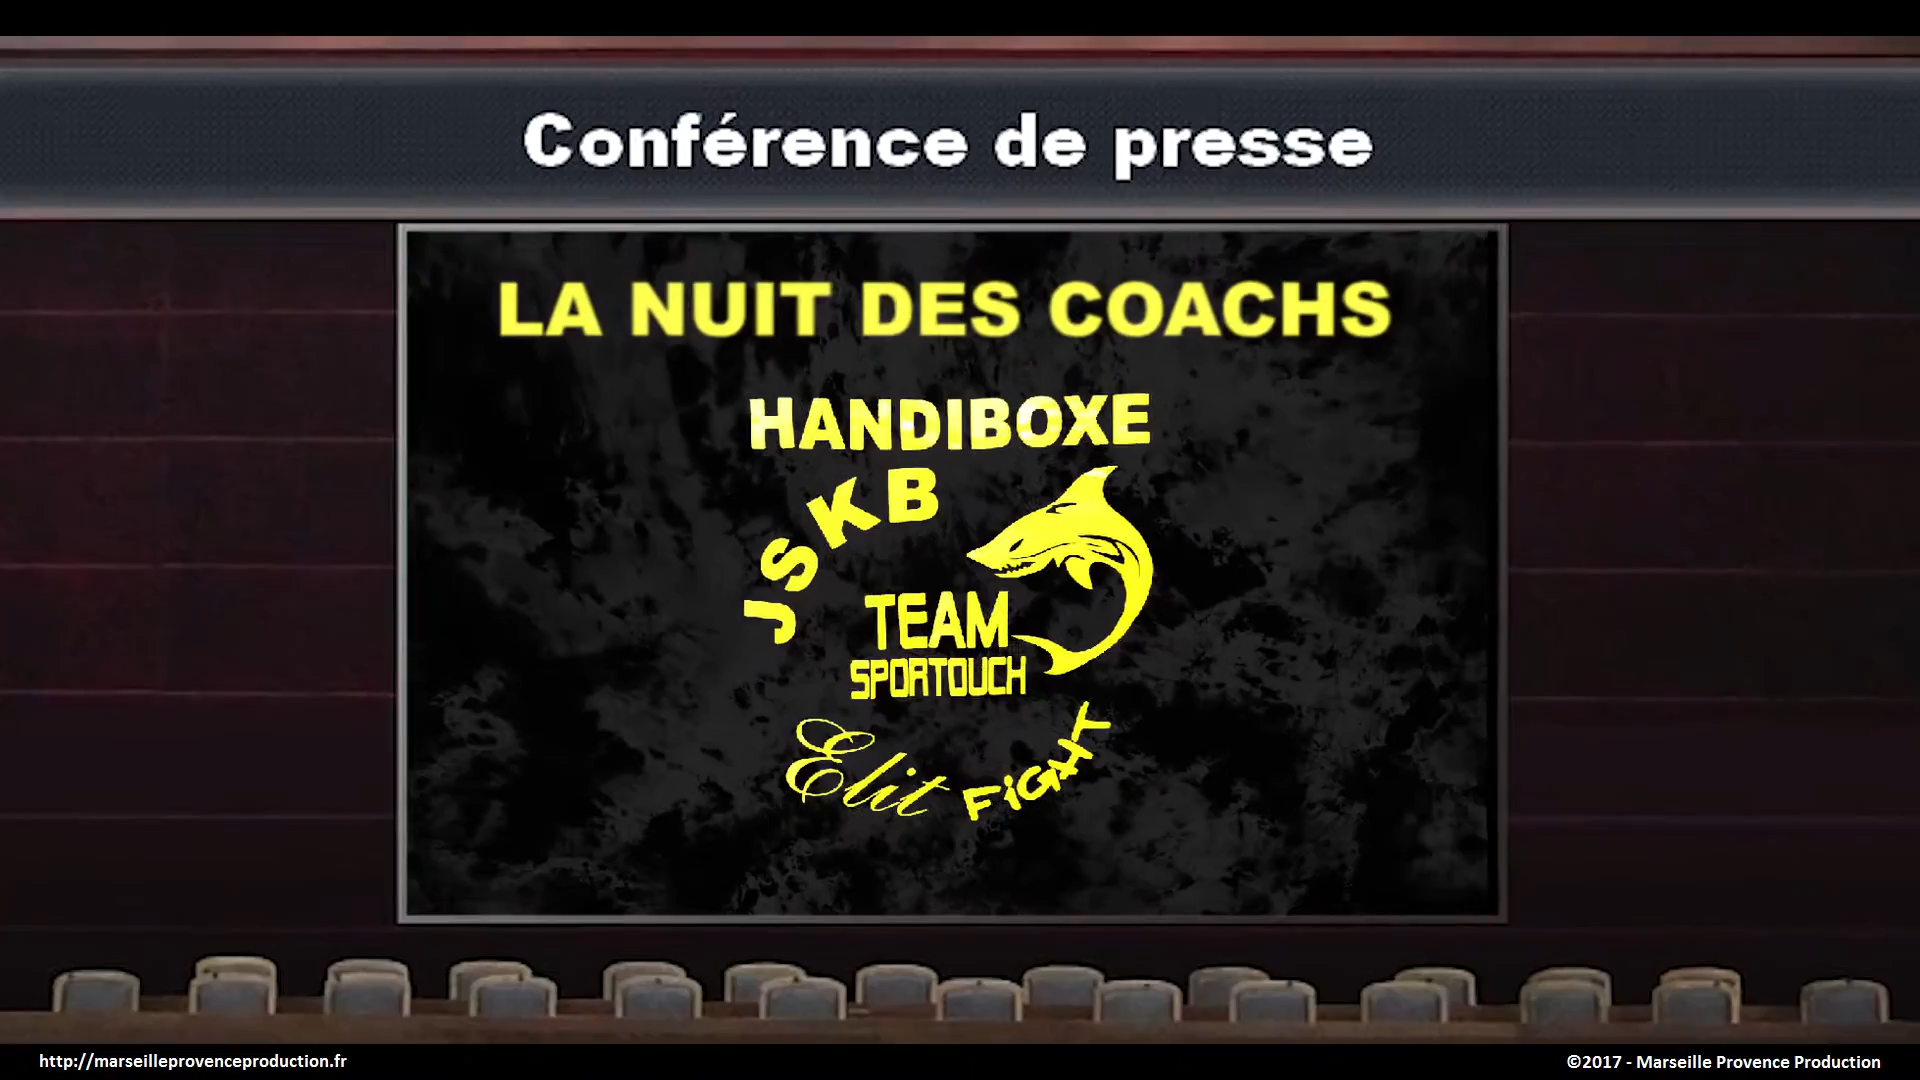 Conférence de presse
LA NUIT DES COACHS
HANDIBOXE
JSKB
TEAM
SPORTOUCH
Elit FiGHT
http://marseilleprovenceproduction.fr
©2017 - Marseille Provence Production